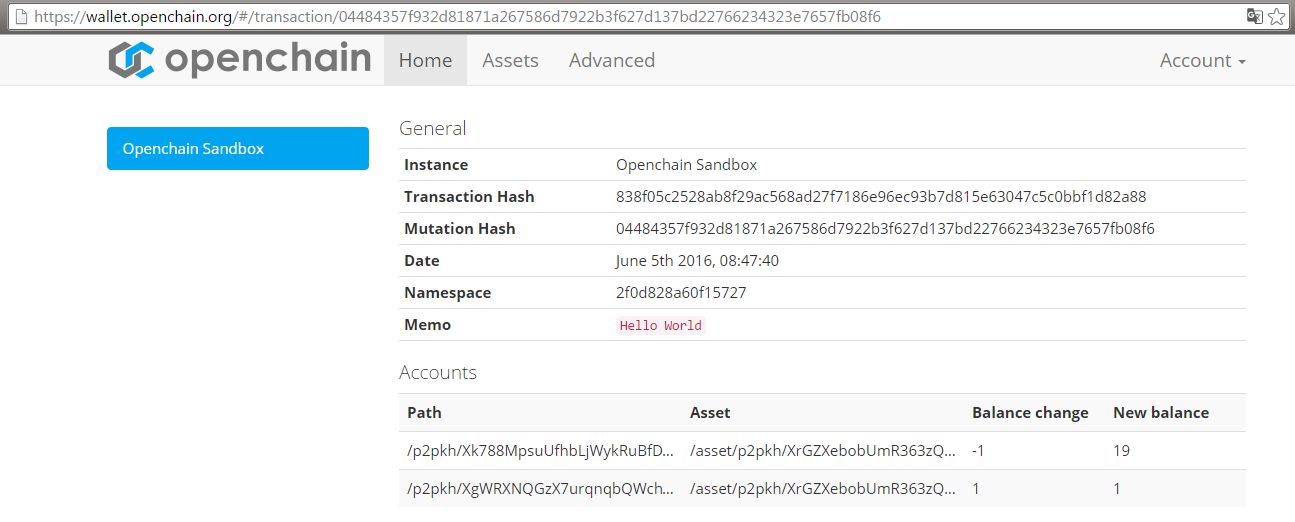 https://wallet.openchain.org/#/transaction/04484357f932d81871a267586d7922b3f627d137bd22766234323e7657fb08f6
openchain Home Assets Advanced Account
Openchain Sandbox
General
Instance Openchain Sandbox
Transaction Hash 838f05c2528ab8f29ac568ad27f7186e96ec93b7d815e63047c5c0bbf1d82a88
Mutation Hash 04484357f932d81871a267586d7922b3f627d137bd22766234323e7657fb08f6
Date June 5th 2016, 08:47:40
Namespace 2f0d828a60f15727
Memo Hello World
Accounts
Path Asset Balance change New balance
/p2pkh/Xk788MpsuUfhbLjWykRuBfD... /asset/p2pkh/XrGZXebobUmR363zQ... -1 19
/p2pkh/XgWRXNQGzX7urqnqbQWch... /asset/p2pkh/XrGZXebobUmR363zQ... 1 1